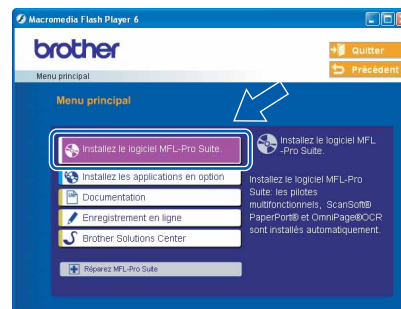 Macromedia Flash Player 6
brother
Quitter
Précédent
Menu principal
Menu principal
Installez le logiciel MFL-Pro Suite.
Installez les applications en option
Documentation
Enregistrement en ligne
Brother Solutions Center
Réparez MFL-Pro Suite
Installez le logiciel MFL
-Pro Suite.
Installez le logiciel MFL-Pro
Suite: les pilotes
multifonctionnels, ScanSoft®
PaperPort® et OmniPage®OCR
sont installés automatiquement.